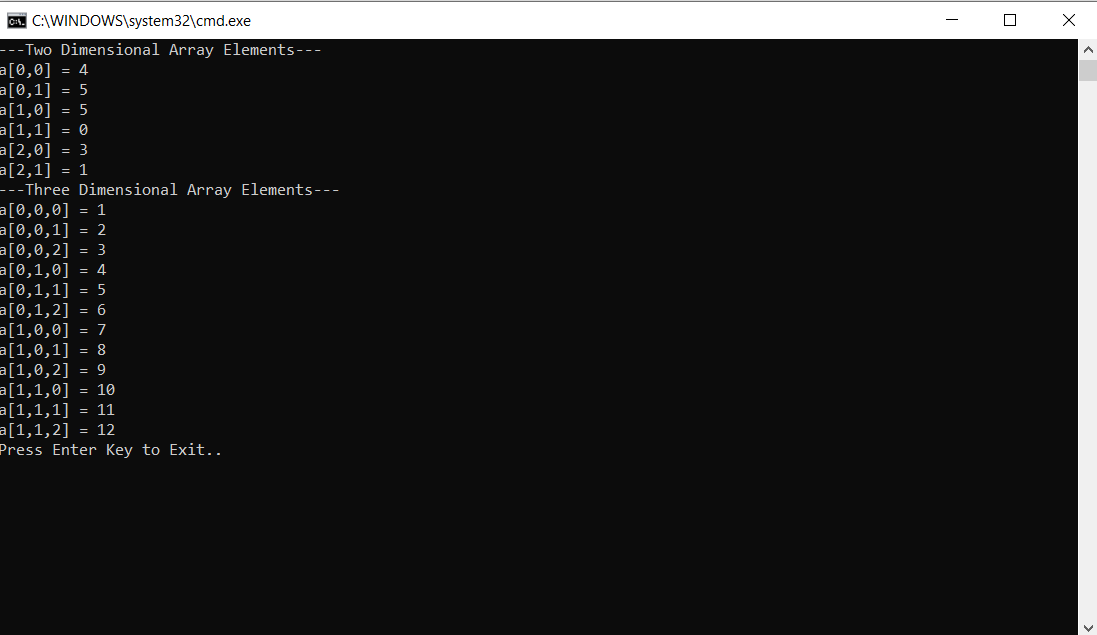 C:\WINDOWS\system32\cmd.exe
---Two Dimensional Array Elements---
a[0,0] = 4
a[0,1] = 5
a[1,0] = 5
a[1,1] = 0
a[2,0] = 3
a[2,1] = 1
---Three Dimensional Array Elements---
a[0,0,0] = 1
a[0,0,1] = 2
a[0,0,2] = 3
a[0,1,0] = 4
a[0,1,1] = 5
a[0,1,2] = 6
a[1,0,0] = 7
a[1,0,1] = 8
a[1,0,2] = 9
a[1,1,0] = 10
a[1,1,1] = 11
a[1,1,2] = 12
Press Enter Key to Exit..